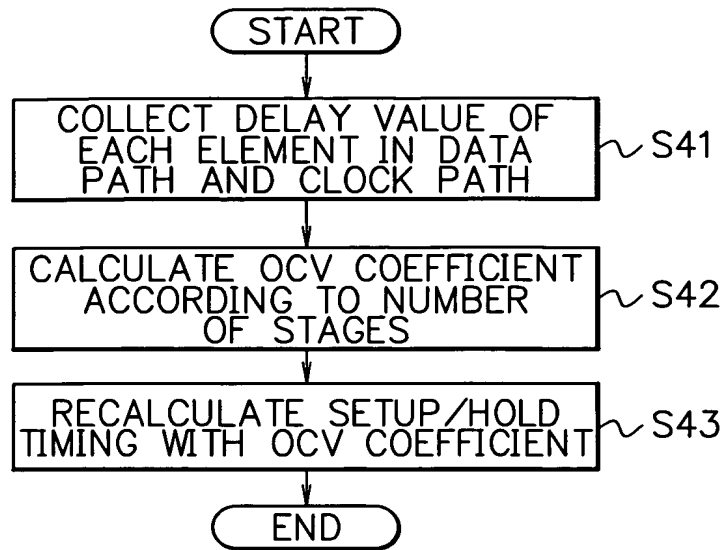 START
COLLECT DELAY VALUE OF
EACH ELEMENT IN DATA
PATH AND CLOCK PATH
S41
CALCULATE OCV COEFFICIENT
ACCORDING TO NUMBER
OF STAGES
S42
RECALCULATE SETUP/HOLD
TIMING WITH OCV COEFFICIENT
S43
END